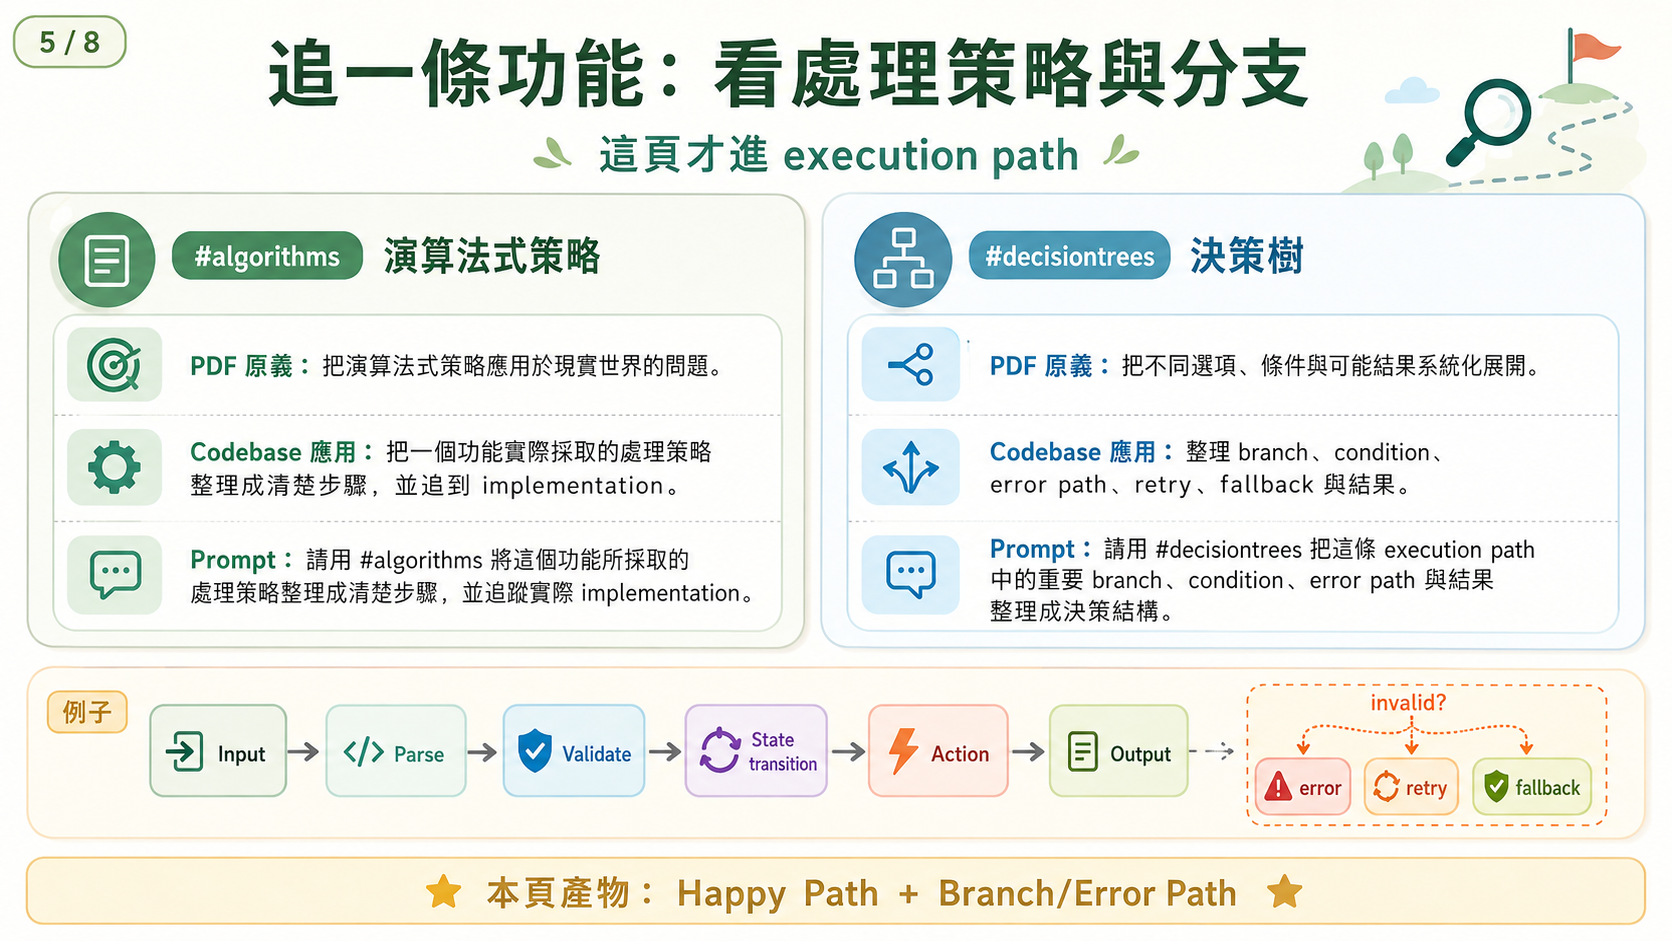 5 / 8
追一條功能：看處理策略與分支
這頁才進 execution path
#algorithms 演算法式策略
PDF 原義：把演算法式策略應用於現實世界的問題。
Codebase 應用：把一個功能實際採取的處理策略
整理成清楚步驟，並追到 implementation。
Prompt：請用 #algorithms 將這個功能所採取的
處理策略整理成清楚步驟，並追蹤實際 implementation。
#decisiontrees 決策樹
PDF 原義：把不同選項、條件與可能結果系統化展開。
Codebase 應用：整理 branch、condition、
error path、retry、fallback 與結果。
Prompt：請用 #decisiontrees 把這條 execution path
中的重要 branch、condition、error path 與結果
整理成決策結構。
例子
Input
Parse
Validate
State
transition
Action
Output
invalid?
error
retry
fallback
本頁產物：Happy Path + Branch/Error Path